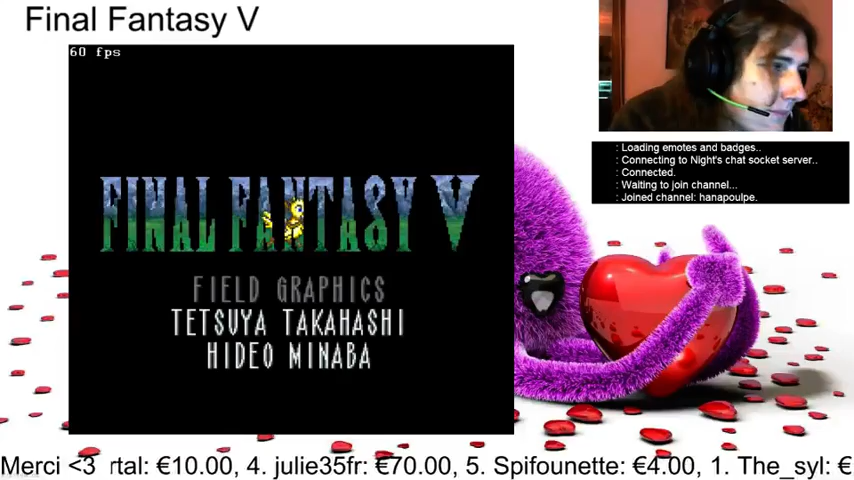 Final Fantasy V
60 fps
FINAL FANTASY V
FIELD GRAPHICS
TETSUYA TAKAHASHI
HIDEO MINABA
: Loading emotes and badges..
: Connecting to Night's chat socket server..
: Connected.
: Waiting to join channel...
: Joined channel: hanapoulpe.
Merci <3 rtal: €10.00, 4. julie35fr: €70.00, 5. Spifounette: €4.00, 1. The_syl: €